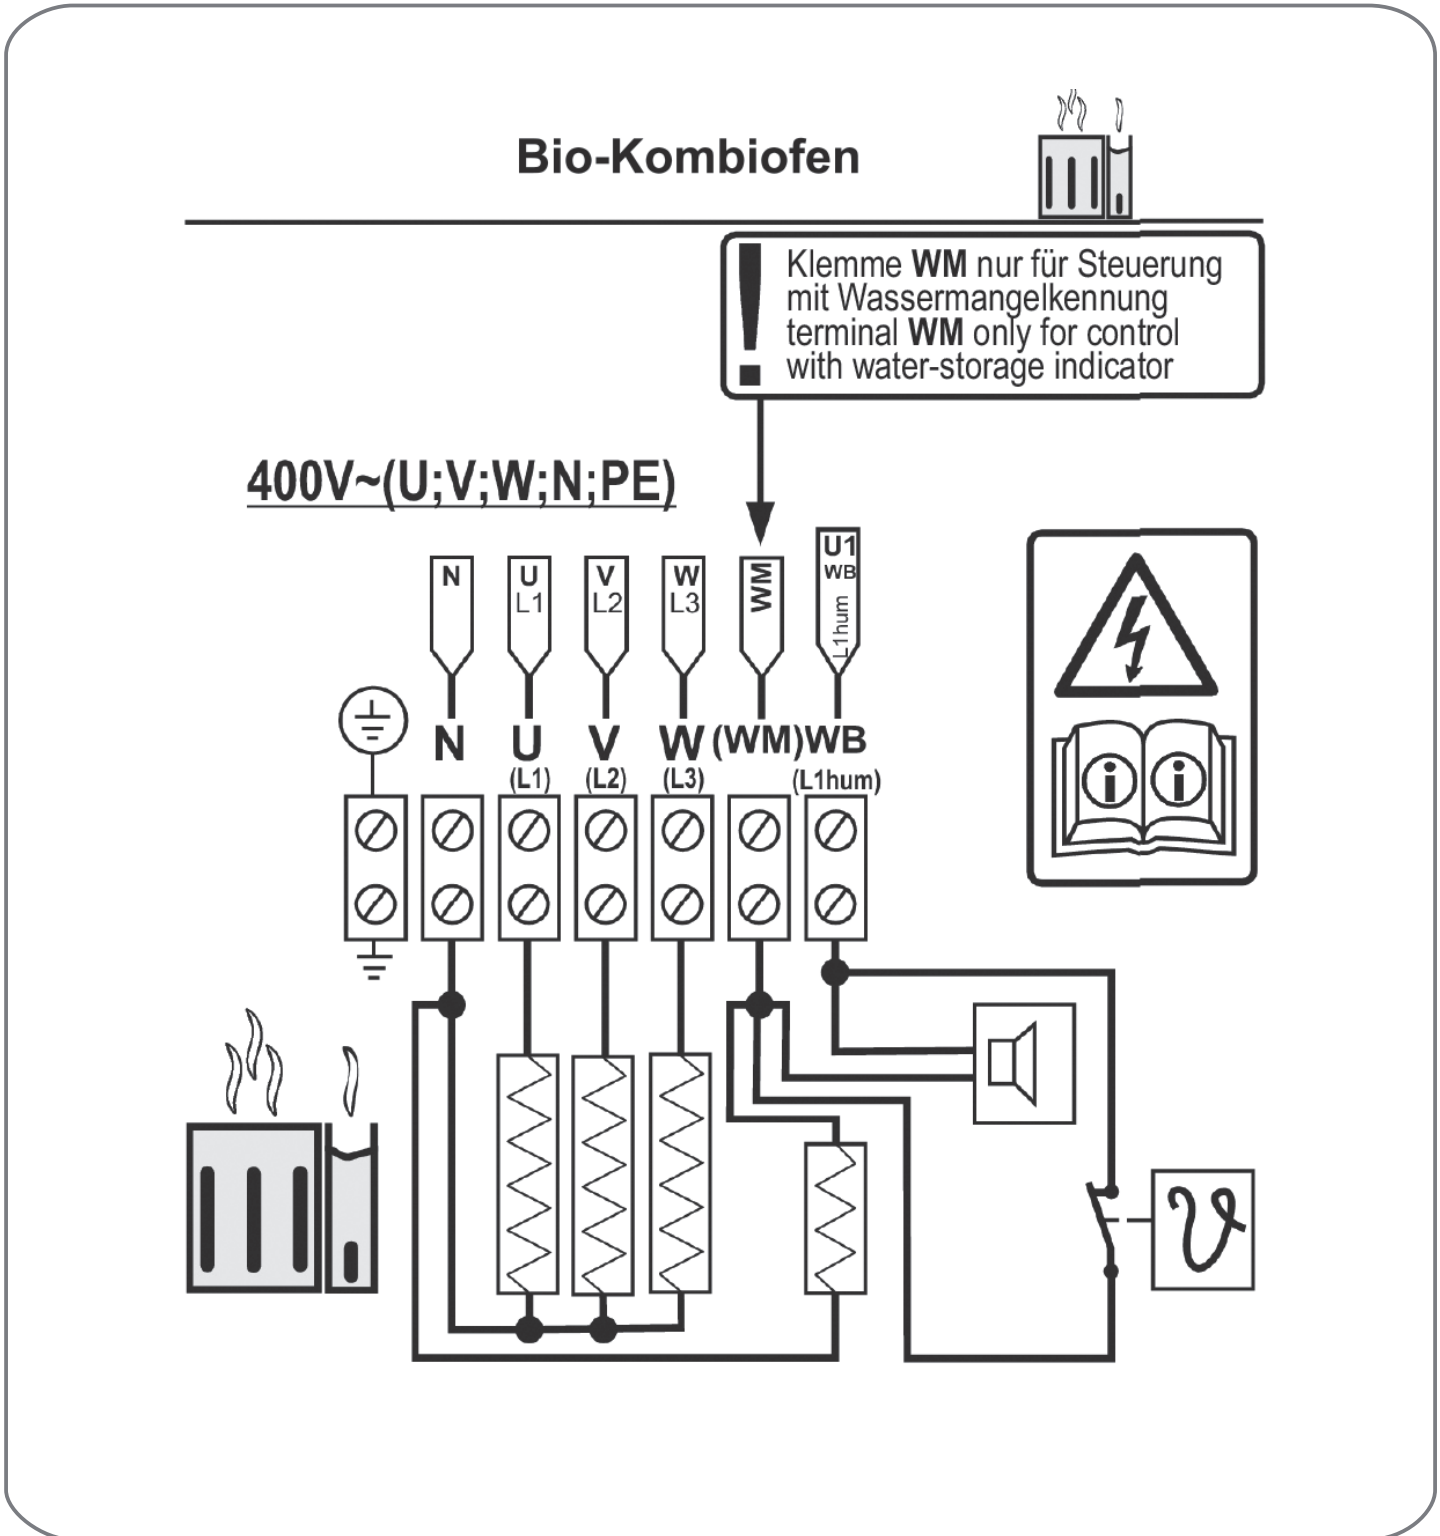 Bio-Kombiofen
Klemme WM nur für Steuerung
mit Wassermangelkennung
terminal WM only for control
with water-storage indicator
400V~(U;V;W;N;PE)
N
U
L1
V
L2
W
L3
WM
U1
WB
L1hum
N U V W (WM) WB
(L1) (L2) (L3) (L1hum)